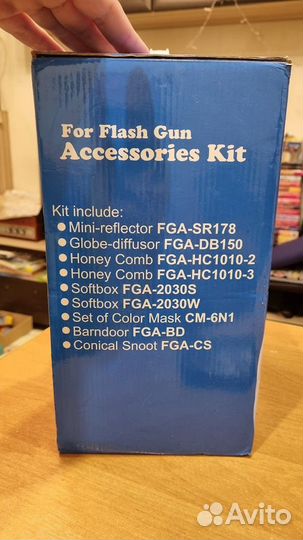 For Flash Gun
Accessories Kit
Kit include:
Mini-reflector FGA-SR178
Globe-diffusor FGA-DB150
Honey Comb FGA-HC1010-2
Honey Comb FGA-HC1010-3
Softbox FGA-2030S
Softbox FGA-2030W
Set of Color Mask CM-6N1
Barndoor FGA-BD
Conical Snoot FGA-CS
Avito